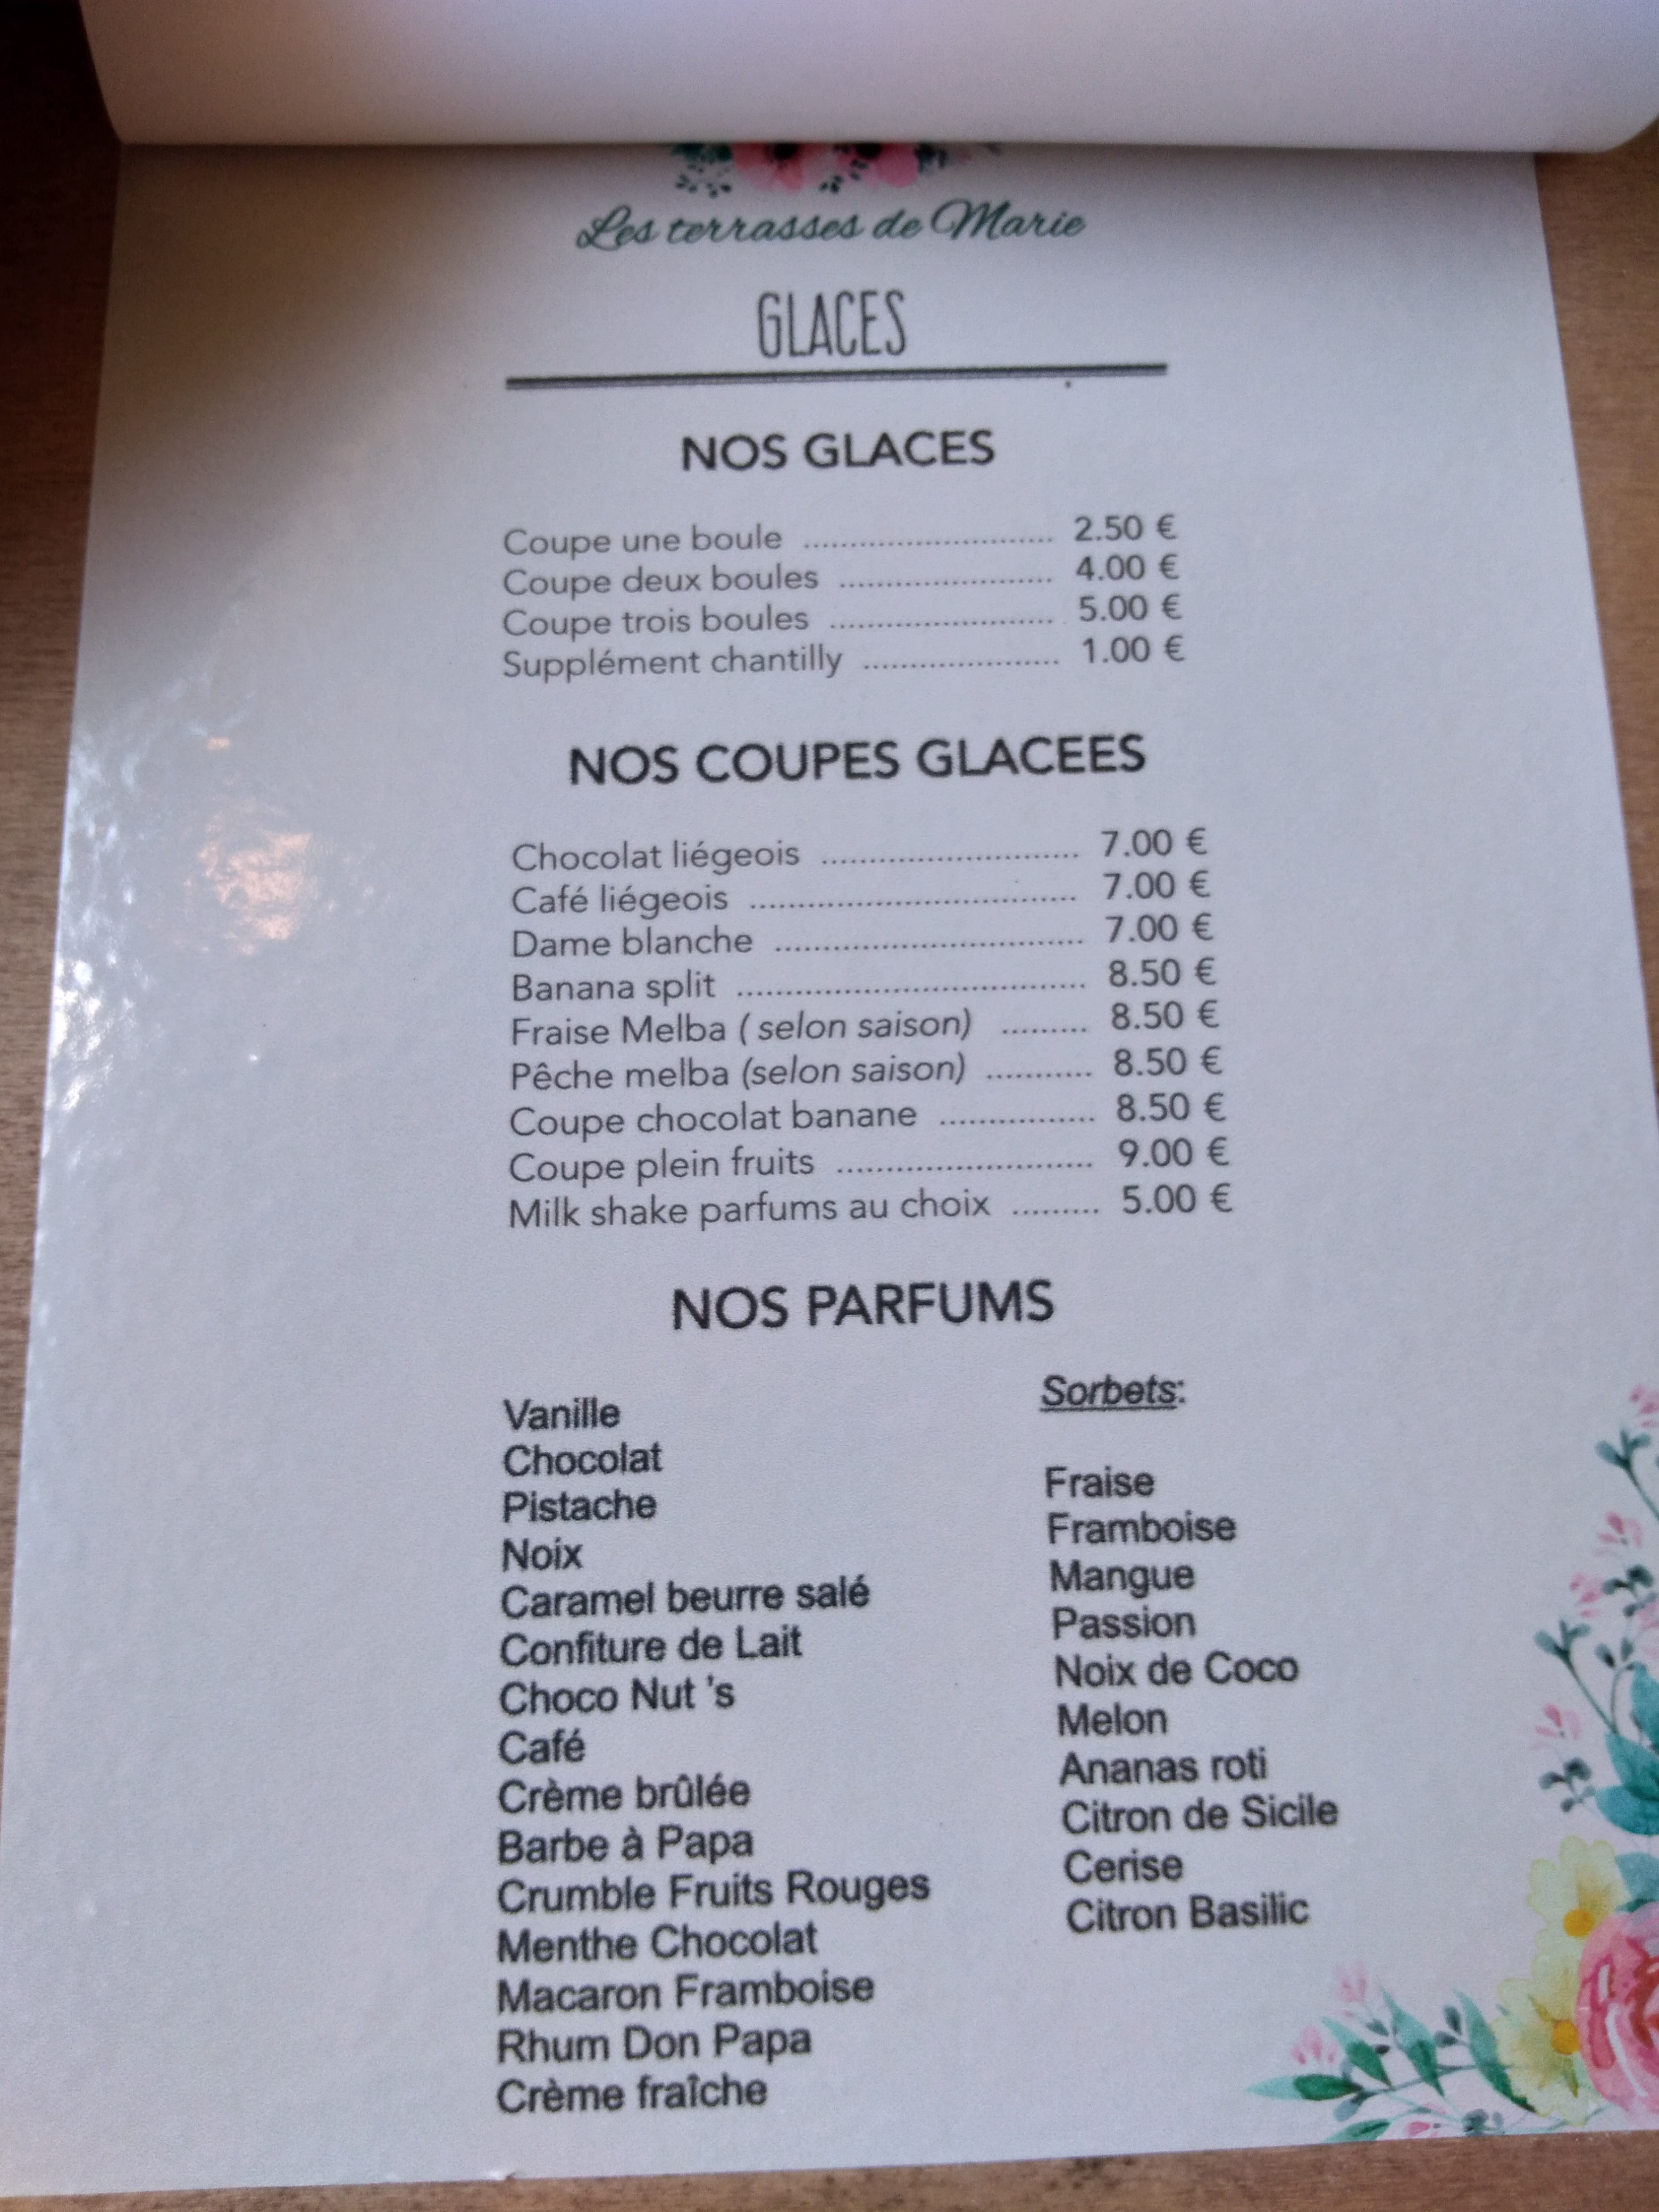 Les terrasses de Marie
GLACES
NOS GLACES
Coupe une boule ............................ 2.50 €
Coupe deux boules ........................ 4.00 €
Coupe trois boules ......................... 5.00 €
Supplément chantilly ...................... 1.00 €
NOS COUPES GLACEES
Chocolat liégeois ............................. 7.00 €
Café liégeois ..................................... 7.00 €
Dame blanche .................................. 7.00 €
Banana split ....................................... 8.50 €
Fraise Melba ( selon saison) .......... 8.50 €
Pêche melba (selon saison) ............ 8.50 €
Coupe chocolat banane ................. 8.50 €
Coupe plein fruits ............................ 9.00 €
Milk shake parfums au choix .......... 5.00 €
NOS PARFUMS
Vanille
Chocolat
Pistache
Noix
Caramel beurre salé
Confiture de Lait
Choco Nut 's
Café
Crème brûlée
Barbe à Papa
Crumble Fruits Rouges
Menthe Chocolat
Macaron Framboise
Rhum Don Papa
Crème fraîche
Sorbets:
Fraise
Framboise
Mangue
Passion
Noix de Coco
Melon
Ananas roti
Citron de Sicile
Cerise
Citron Basilic